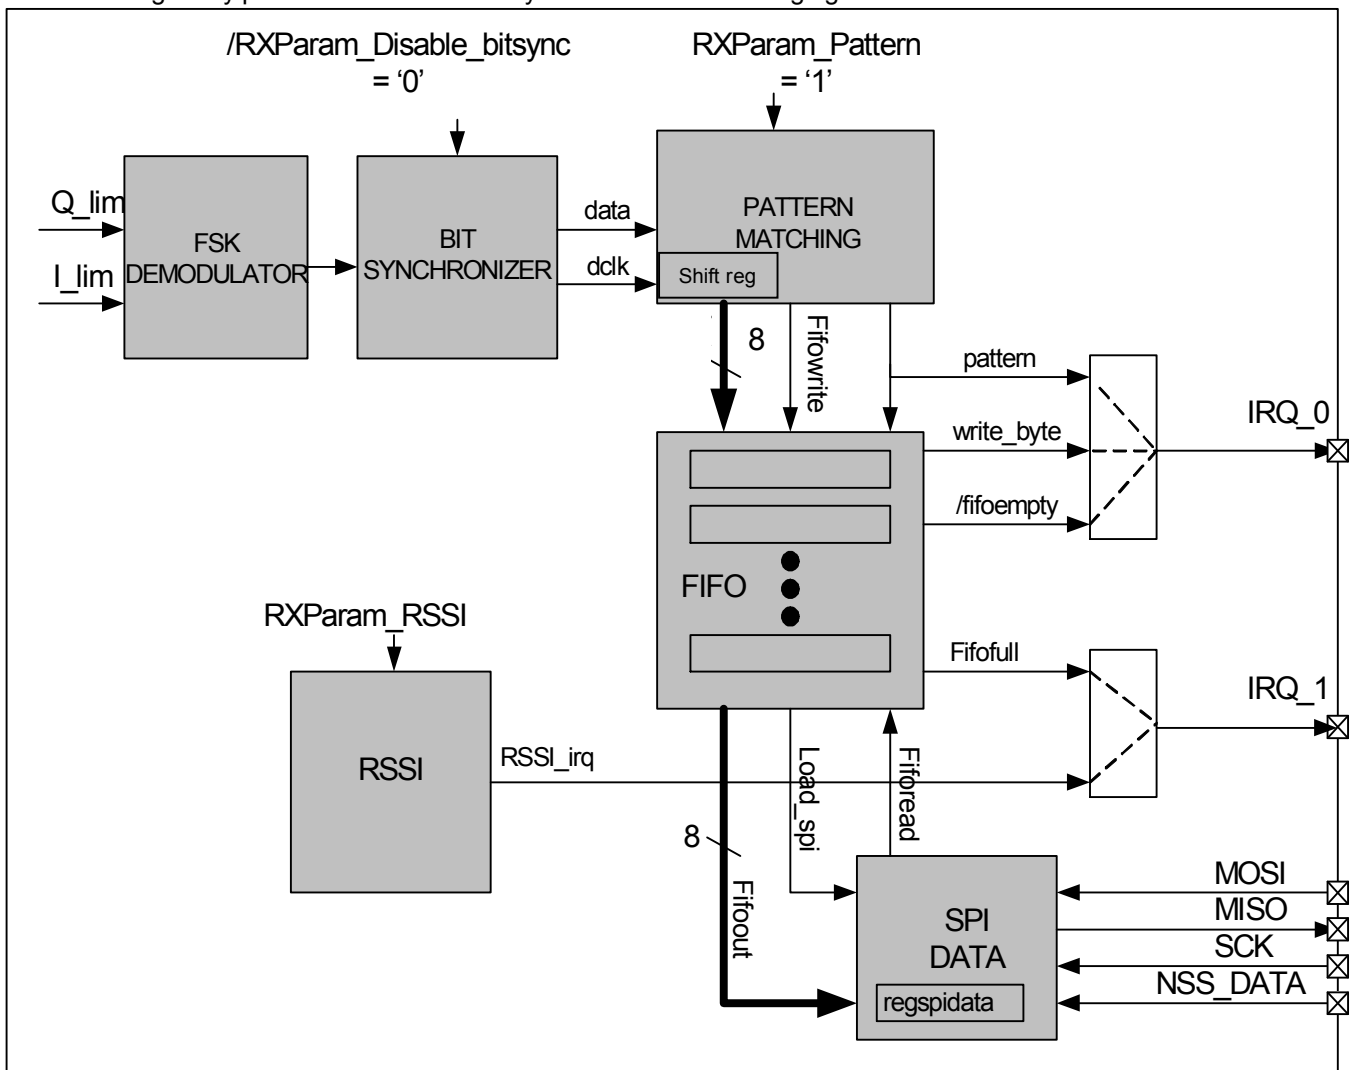 /RXParam_Disable_bitsync
= ‘0’
RXParam_Pattern
= ‘1’
Q_lim
I_lim
FSK
DEMODULATOR
BIT
SYNCHRONIZER
data
dclk
PATTERN
MATCHING
Shift reg
8
Fifowrite
pattern
write_byte
/fifoempty
IRQ_0
FIFO
RXParam_RSSI
RSSI
RSSI_irq
Fifofull
IRQ_1
Load_spi
Fiforead
8
Fifoout
SPI
DATA
regspidata
MOSI
MISO
SCK
NSS_DATA